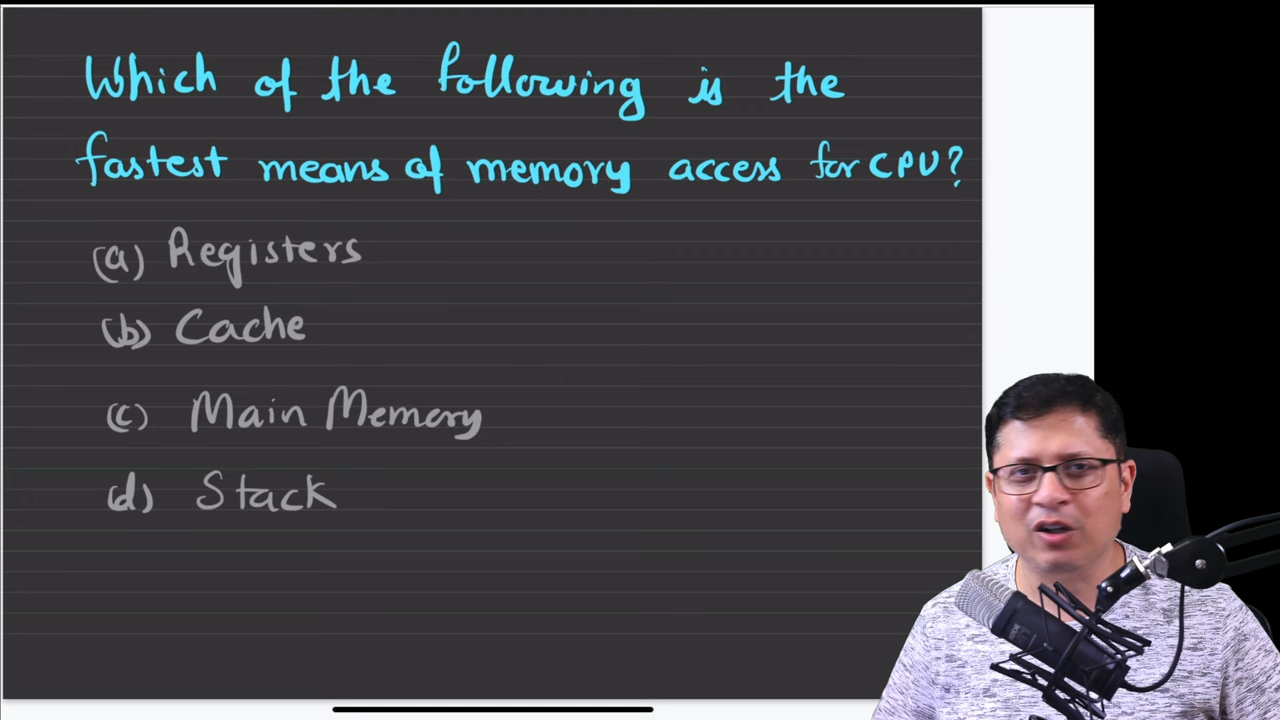 Which of the following is the
fastest means of memory access for CPU?
(a) Registers
(b) Cache
(c) Main Memory
(d) Stack